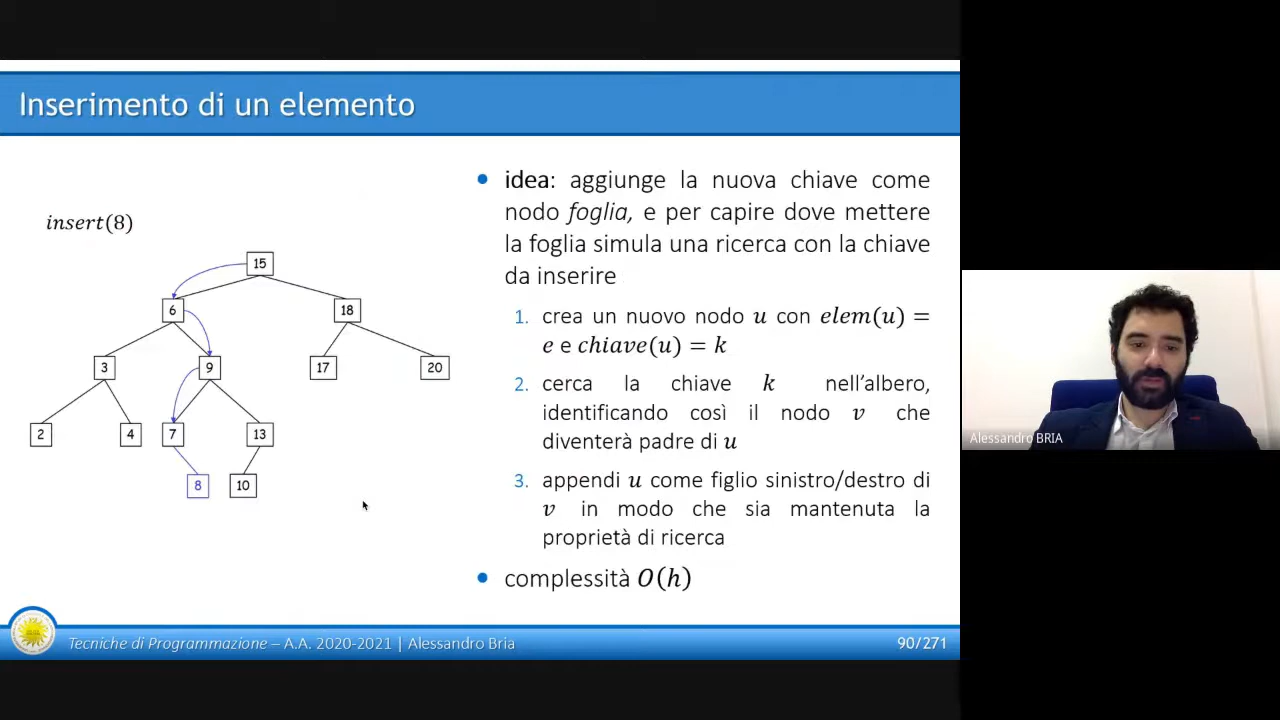 Inserimento di un elemento
insert(8)
15
6
18
3
9
17
20
2
4
7
13
8
10
• idea: aggiunge la nuova chiave come
nodo foglia, e per capire dove mettere
la foglia simula una ricerca con la chiave
da inserire
1. crea un nuovo nodo u con elem(u) =
e e chiave(u) = k
2. cerca la chiave k nell'albero,
identificando così il nodo v che
diventerà padre di u
3. appendi u come figlio sinistro/destro di
v in modo che sia mantenuta la
proprietà di ricerca
• complessità O(h)
Alessandro BRIA
Tecniche di Programmazione – A.A. 2020-2021 | Alessandro Bria
90/271